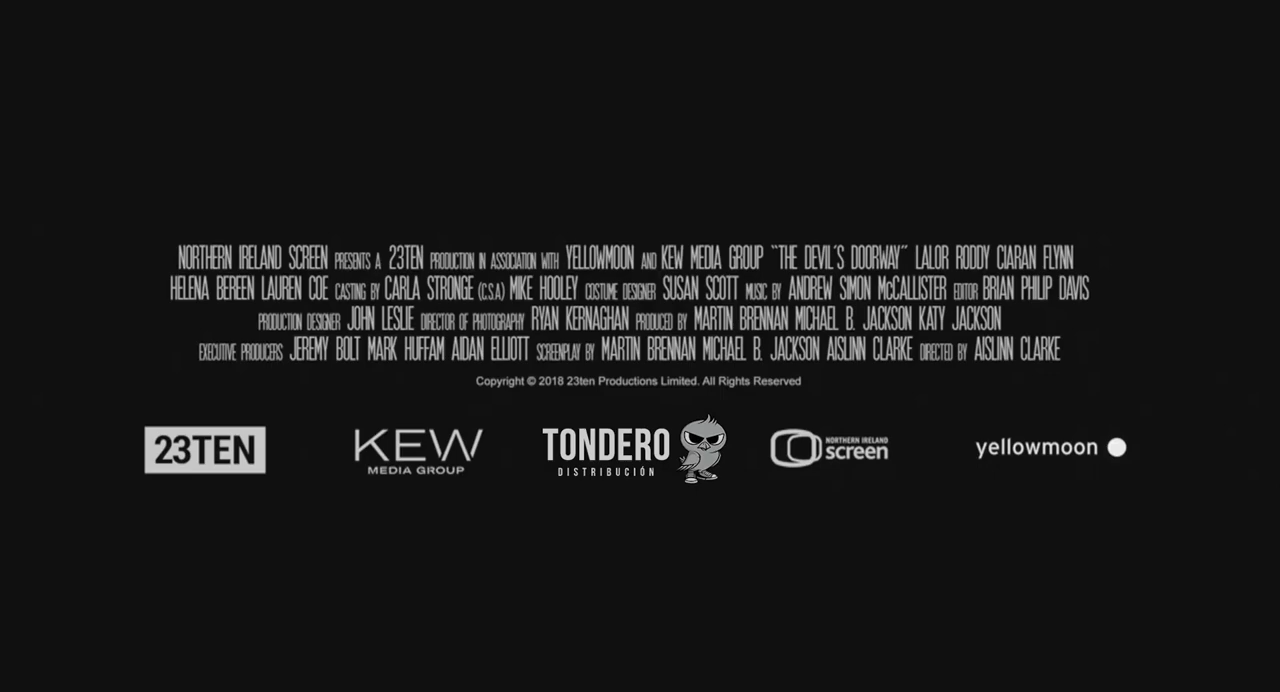 NORTHERN IRELAND SCREEN PRESENTS A 23TEN PRODUCTION IN ASSOCIATION WITH YELLOWMOON AND KEW MEDIA GROUP "THE DEVIL'S DOORWAY" LALOR RODDY CIARAN FLYNN
HELENA BEREEN LAUREN COE CASTING BY CARLA STRONGE (C.S.A) MIKE HOOLEY COSTUME DESIGNER SUSAN SCOTT MUSIC BY ANDREW SIMON McCALLISTER EDITOR BRIAN PHILIP DAVIS
PRODUCTION DESIGNER JOHN LESLIE DIRECTOR OF PHOTOGRAPHY RYAN KERNAGHAN PRODUCED BY MARTIN BRENNAN MICHAEL B. JACKSON KATY JACKSON
EXECUTIVE PRODUCERS JEREMY BOLT MARK HUFFAM AIDAN ELLIOTT SCREENPLAY BY MARTIN BRENNAN MICHAEL B. JACKSON AISLINN CLARKE DIRECTED BY AISLINN CLARKE
Copyright © 2018 23ten Productions Limited. All Rights Reserved
23TEN
KEW
MEDIA GROUP
TONDERO
DISTRIBUCIÓN
NORTHERN IRELAND
screen
yellowmoon